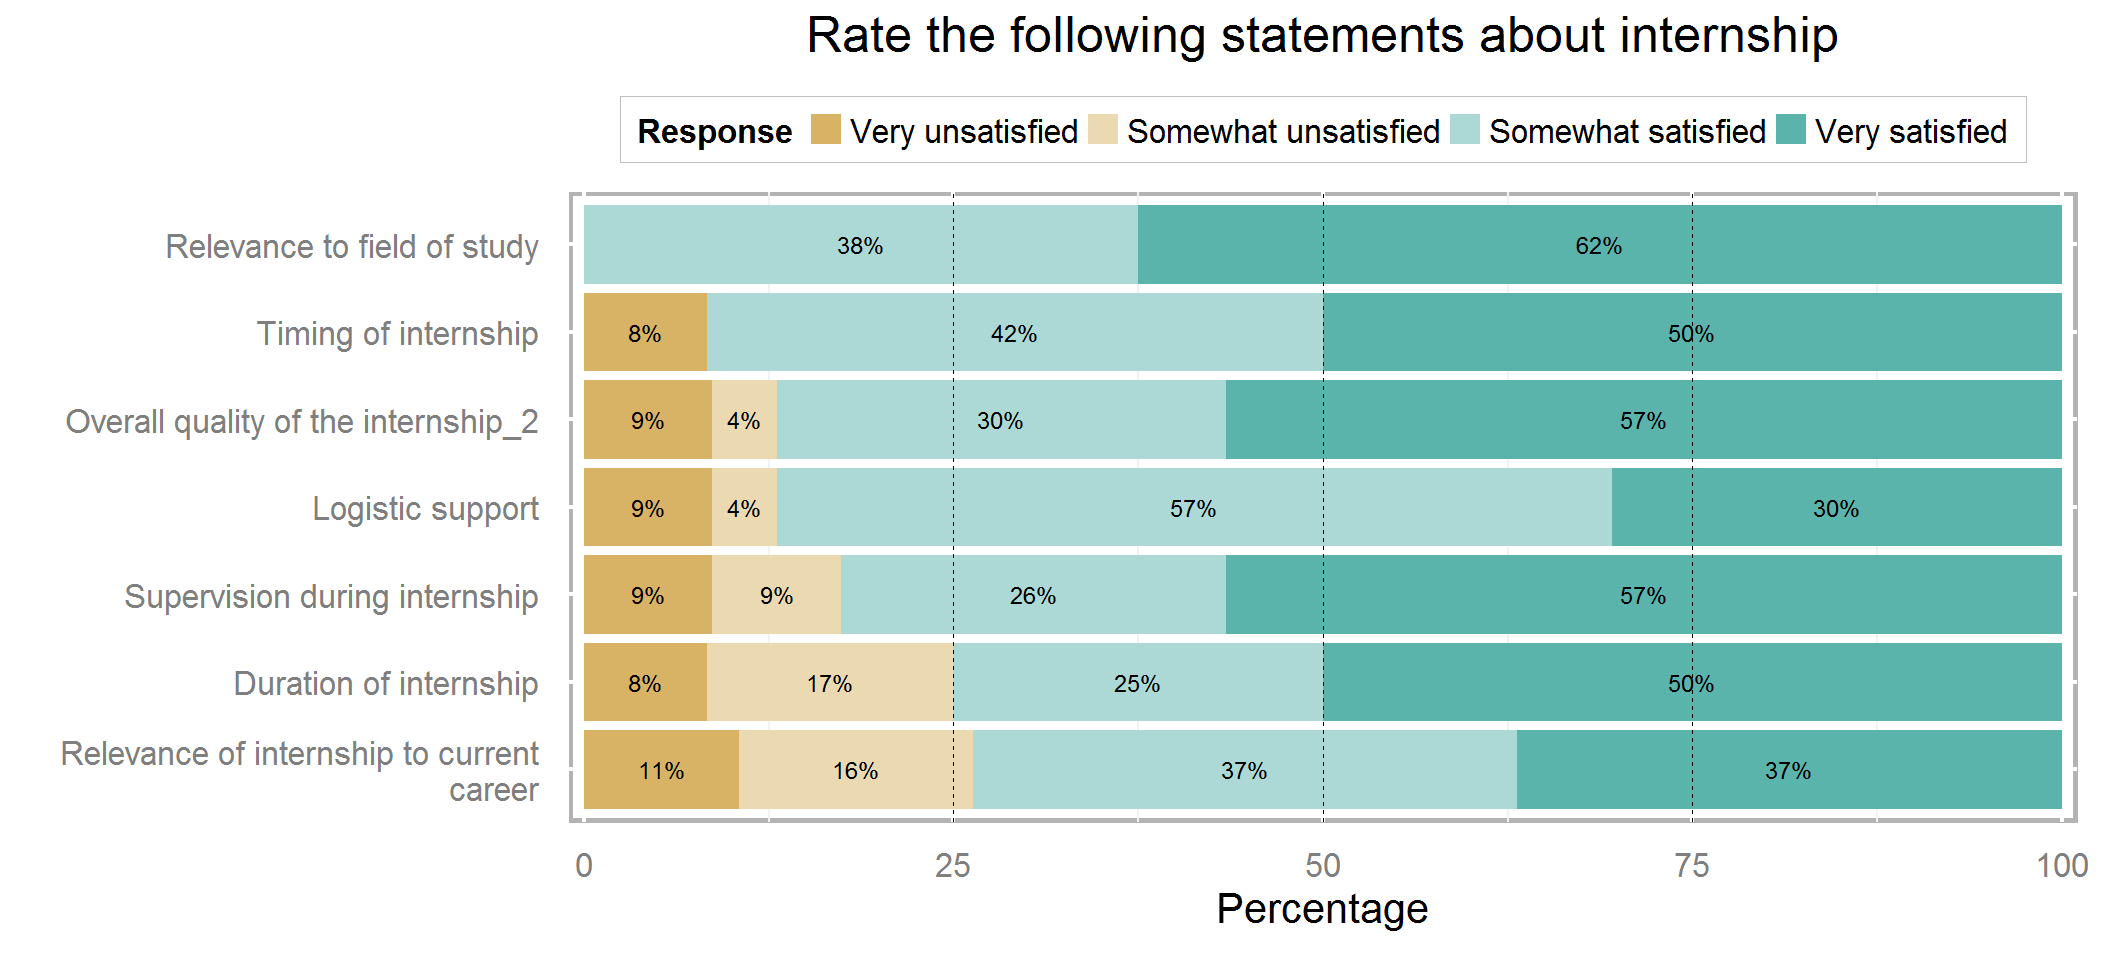 Rate the following statements about internship
Response Very unsatisfied Somewhat unsatisfied Somewhat satisfied Very satisfied
Relevance to field of study 38% 62%
Timing of internship 8% 42% 50%
Overall quality of the internship_2 9% 4% 30% 57%
Logistic support 9% 4% 57% 30%
Supervision during internship 9% 9% 26% 57%
Duration of internship 8% 17% 25% 50%
Relevance of internship to current
career
11% 16% 37% 37%
0 25 50 75 100
Percentage